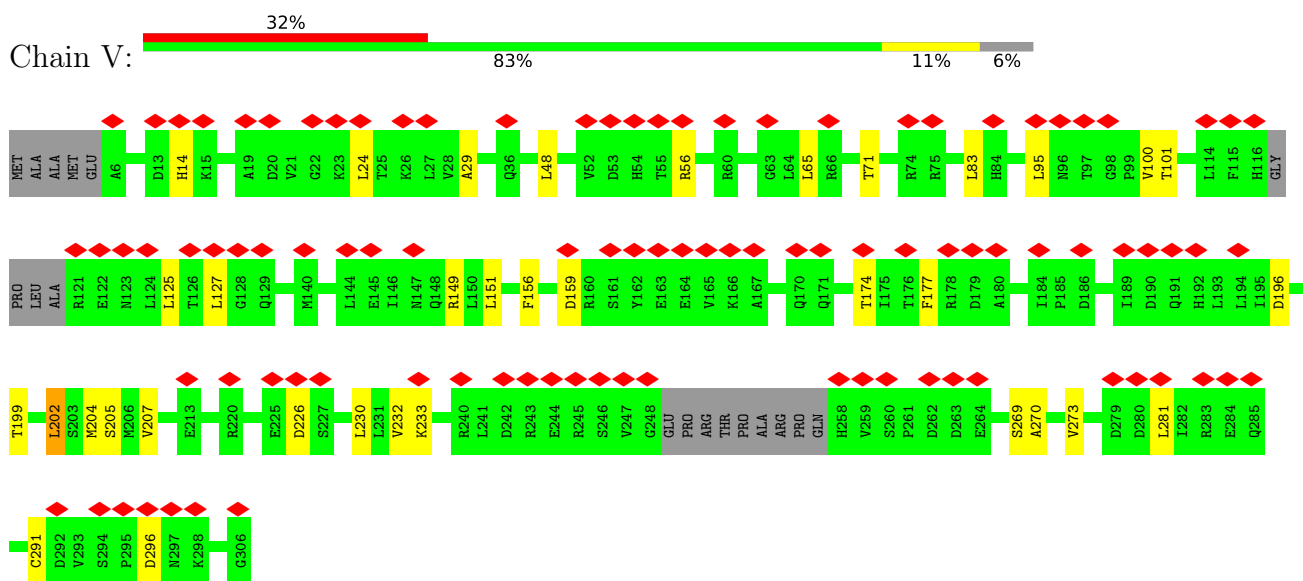 32%
Chain V:
83% 11% 6%
MET ALA ALA MET GLU A6 D13 H14 K15 A19 D20 V21 G22 K23 L24 T25 K26 L27 V28 A29 Q36 L48 V52 D53 H54 T55 R56 R60 G63 L64 L65 R66 T71 R74 R75 L83 H84 L95 N96 T97 G98 P99 V100 T101 L114 F115 H116 GLY
PRO LEU ALA R121 E122 N123 L124 L125 T126 L127 G128 Q129 M140 L144 E145 I146 N147 Q148 R149 L150 L151 F156 D159 R160 S161 Y162 E163 E164 V165 K166 A167 Q170 Q171 T174 I175 T176 F177 R178 D179 A180 I184 P185 D186 I189 D190 Q191 H192 L193 L194 I195 D196
T199 L202 S203 M204 S205 M206 V207 E213 R220 E225 D226 S227 L230 L231 V232 K233 R240 L241 D242 R243 E244 R245 S246 V247 G248 GLU PRO ARG THR PRO ALA ARG PRO GLN H258 V259 S260 P261 D262 D263 E264 S269 A270 V273 D279 D280 L281 I282 R283 E284 Q285
C291 D292 V293 S294 P295 D296 N297 K298 G306